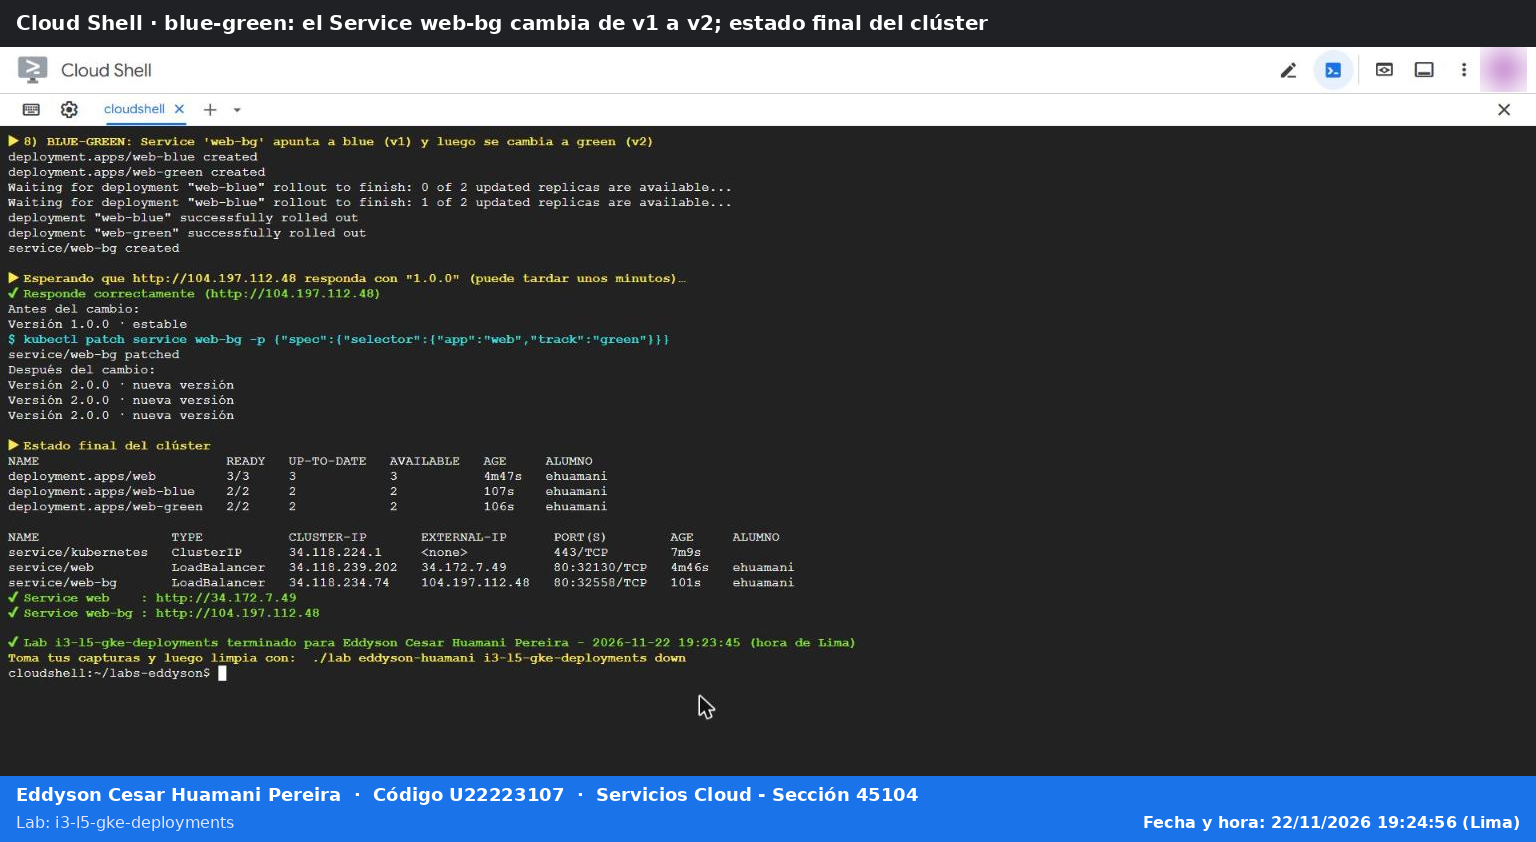 Cloud Shell · blue-green: el Service web-bg cambia de v1 a v2; estado final del clúster
Cloud Shell
cloudshell
▶ 8) BLUE-GREEN: Service 'web-bg' apunta a blue (v1) y luego se cambia a green (v2)
deployment.apps/web-blue created
deployment.apps/web-green created
Waiting for deployment "web-blue" rollout to finish: 0 of 2 updated replicas are available...
Waiting for deployment "web-blue" rollout to finish: 1 of 2 updated replicas are available...
deployment "web-blue" successfully rolled out
deployment "web-green" successfully rolled out
service/web-bg created
▶ Esperando que http://104.197.112.48 responda con "1.0.0" (puede tardar unos minutos)…
✔ Responde correctamente (http://104.197.112.48)
Antes del cambio:
Versión 1.0.0 · estable
$ kubectl patch service web-bg -p {"spec":{"selector":{"app":"web","track":"green"}}}
service/web-bg patched
Después del cambio:
Versión 2.0.0 · nueva versión
Versión 2.0.0 · nueva versión
Versión 2.0.0 · nueva versión
▶ Estado final del clúster
NAME READY UP-TO-DATE AVAILABLE AGE ALUMNO
deployment.apps/web 3/3 3 3 4m47s ehuamani
deployment.apps/web-blue 2/2 2 2 107s ehuamani
deployment.apps/web-green 2/2 2 2 106s ehuamani
NAME TYPE CLUSTER-IP EXTERNAL-IP PORT(S) AGE ALUMNO
service/kubernetes ClusterIP 34.118.224.1 <none> 443/TCP 7m9s
service/web LoadBalancer 34.118.239.202 34.172.7.49 80:32130/TCP 4m46s ehuamani
service/web-bg LoadBalancer 34.118.234.74 104.197.112.48 80:32558/TCP 101s ehuamani
✔ Service web : http://34.172.7.49
✔ Service web-bg : http://104.197.112.48
✔ Lab i3-l5-gke-deployments terminado para Eddyson Cesar Huamani Pereira - 2026-11-22 19:23:45 (hora de Lima)
Toma tus capturas y luego limpia con: ./lab eddyson-huamani i3-l5-gke-deployments down
cloudshell:~/labs-eddyson$
Eddyson Cesar Huamani Pereira · Código U22223107 · Servicios Cloud - Sección 45104
Lab: i3-l5-gke-deployments
Fecha y hora: 22/11/2026 19:24:56 (Lima)